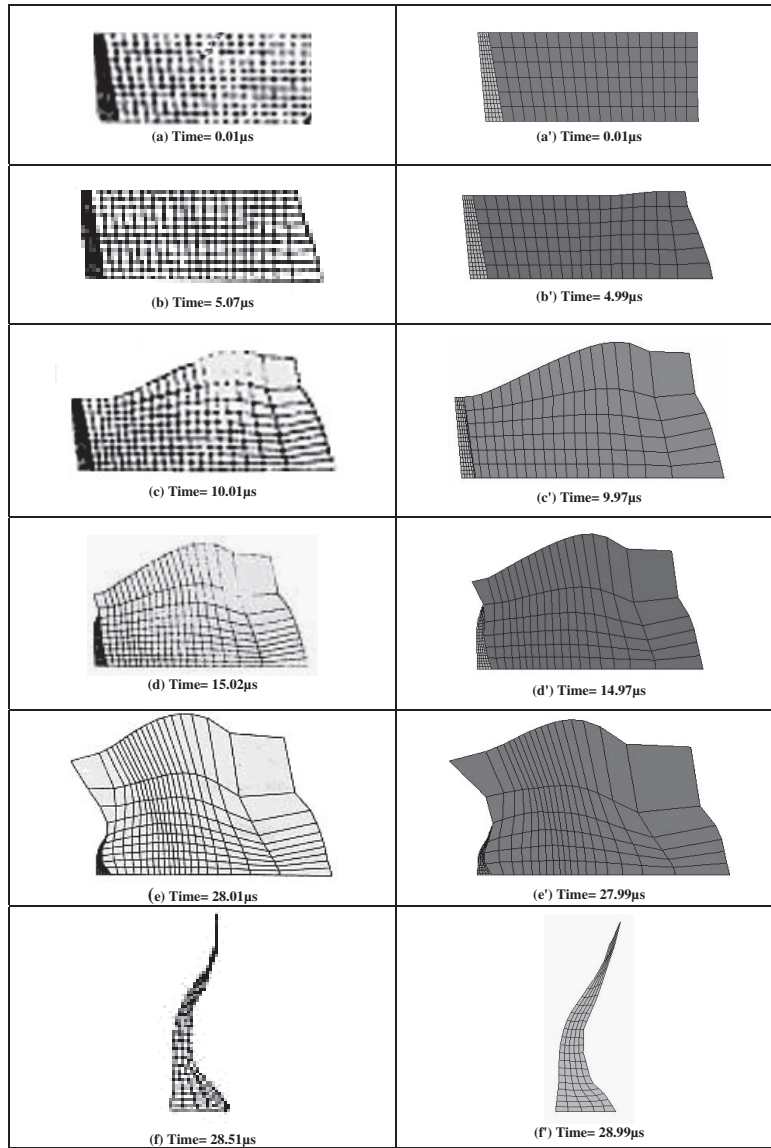 (a) Time= 0.01µs
(a') Time= 0.01µs
(b) Time= 5.07µs
(b') Time= 4.99µs
(c) Time= 10.01µs
(c') Time= 9.97µs
(d) Time= 15.02µs
(d') Time= 14.97µs
(e) Time= 28.01µs
(e') Time= 27.99µs
(f) Time= 28.51µs
(f') Time= 28.99µs